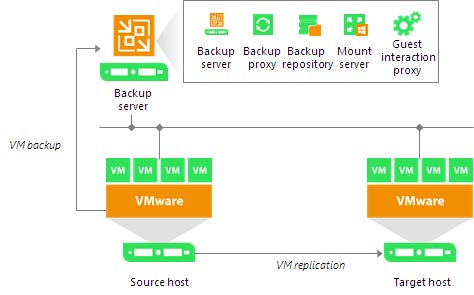 Backup
server
Backup
proxy
Backup
repository
Mount
server
Guest
interaction
proxy
Backup
server
VM backup
VM VM VM VM
VMware
VM VM VM VM
VMware
VM replication
Source host
Target host